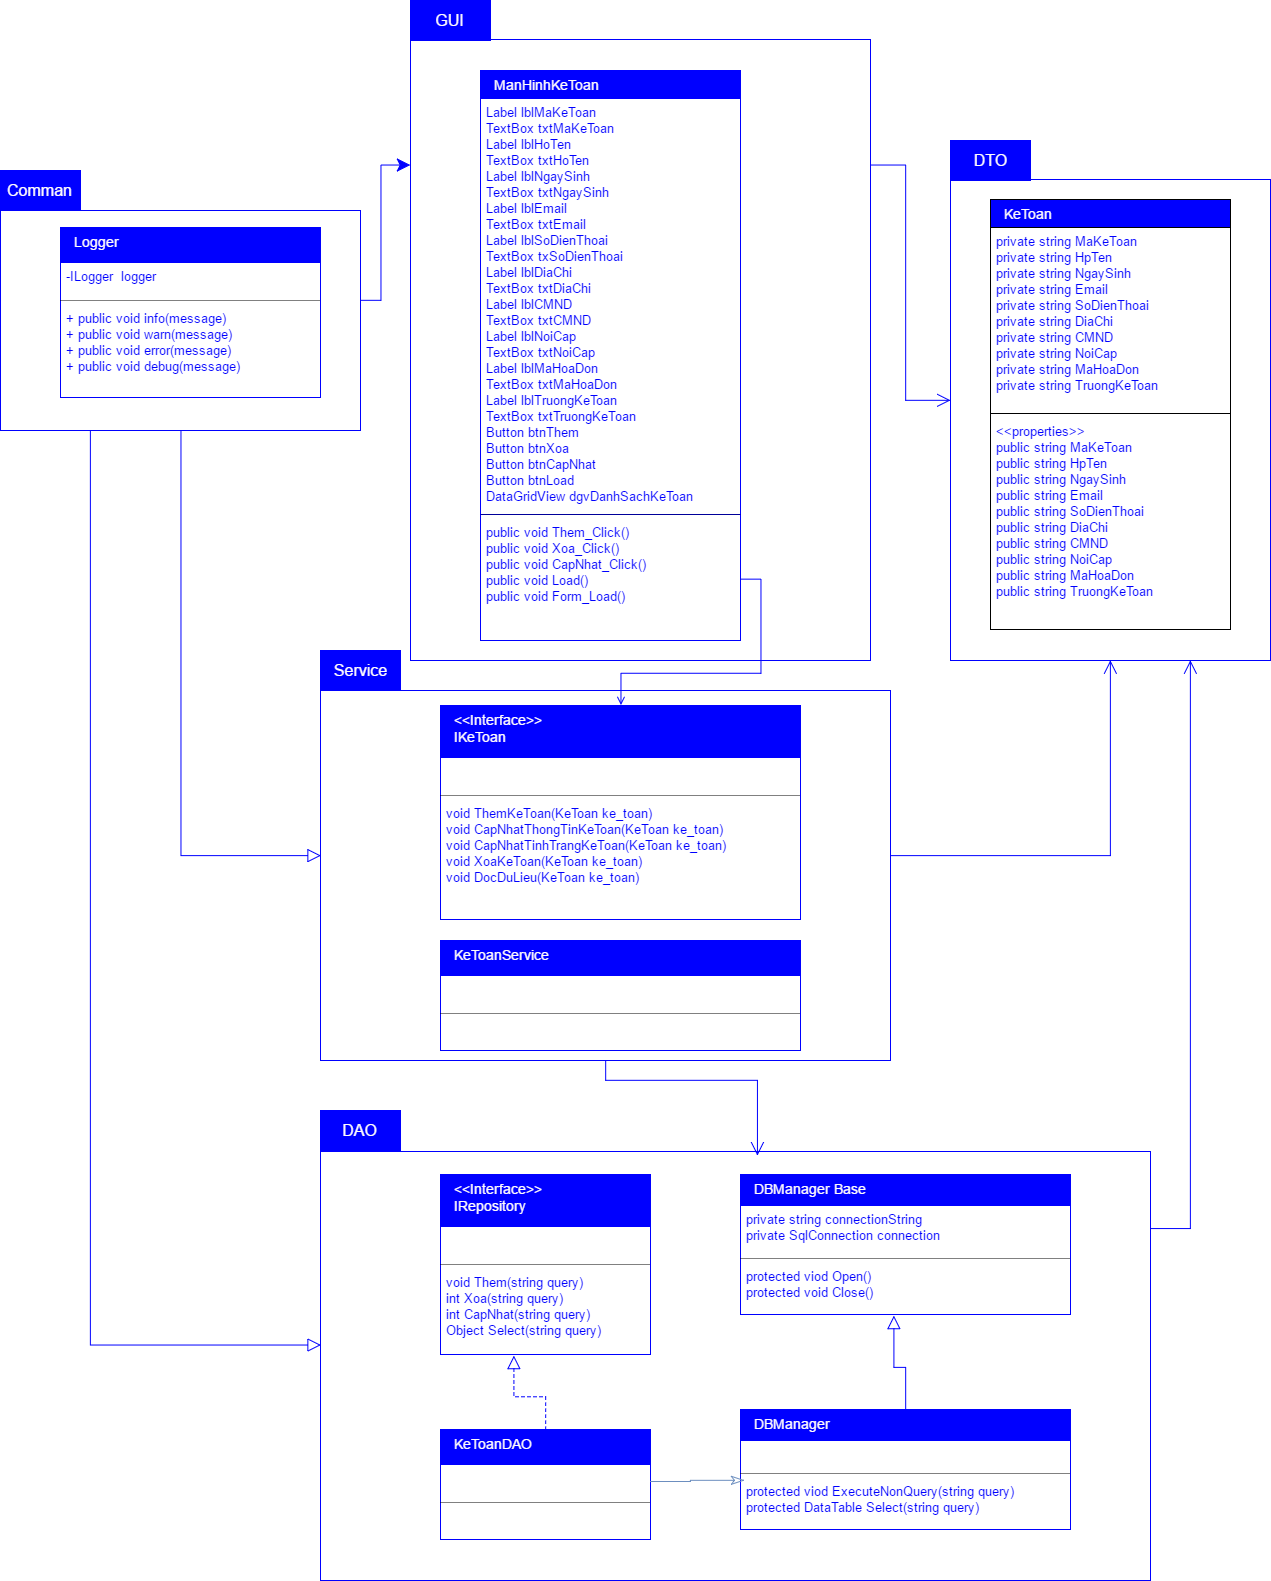 GUI
ManHinhKeToan
Label lblMaKeToan
TextBox txtMaKeToan
Label lblHoTen
TextBox txtHoTen
Label lblNgaySinh
TextBox txtNgaySinh
Label lblEmail
TextBox txtEmail
Label lblSoDienThoai
TextBox txSoDienThoai
Label lblDiaChi
TextBox txtDiaChi
Label lblCMND
TextBox txtCMND
Label lblNoiCap
TextBox txtNoiCap
Label lblMaHoaDon
TextBox txtMaHoaDon
Label lblTruongKeToan
TextBox txtTruongKeToan
Button btnThem
Button btnXoa
Button btnCapNhat
Button btnLoad
DataGridView dgvDanhSachKeToan
public void Them_Click()
public void Xoa_Click()
public void CapNhat_Click()
public void Load()
public void Form_Load()
Comman
Logger
-ILogger  logger
+ public void info(message)
+ public void warn(message)
+ public void error(message)
+ public void debug(message)
DTO
KeToan
private string MaKeToan
private string HpTen
private string NgaySinh
private string Email
private string SoDienThoai
private string DiaChi
private string CMND
private string NoiCap
private string MaHoaDon
private string TruongKeToan
<<properties>>
public string MaKeToan
public string HpTen
public string NgaySinh
public string Email
public string SoDienThoai
public string DiaChi
public string CMND
public string NoiCap
public string MaHoaDon
public string TruongKeToan
Service
<<Interface>>
IKeToan
void ThemKeToan(KeToan ke_toan)
void CapNhatThongTinKeToan(KeToan ke_toan)
void CapNhatTinhTrangKeToan(KeToan ke_toan)
void XoaKeToan(KeToan ke_toan)
void DocDuLieu(KeToan ke_toan)
KeToanService
DAO
<<Interface>>
IRepository
void Them(string query)
int Xoa(string query)
int CapNhat(string query)
Object Select(string query)
DBManager Base
private string connectionString
private SqlConnection connection
protected viod Open()
protected void Close()
KeToanDAO
DBManager
protected viod ExecuteNonQuery(string query)
protected DataTable Select(string query)